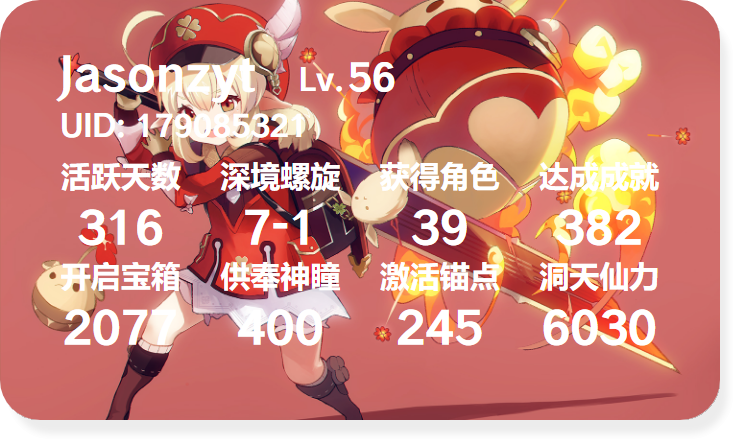 Jasonzyt Lv.56
UID: 179085321
活跃天数 深境螺旋 获得角色 达成成就
316 7-1 39 382
开启宝箱 供奉神瞳 激活锚点 洞天仙力
2077 400 245 6030